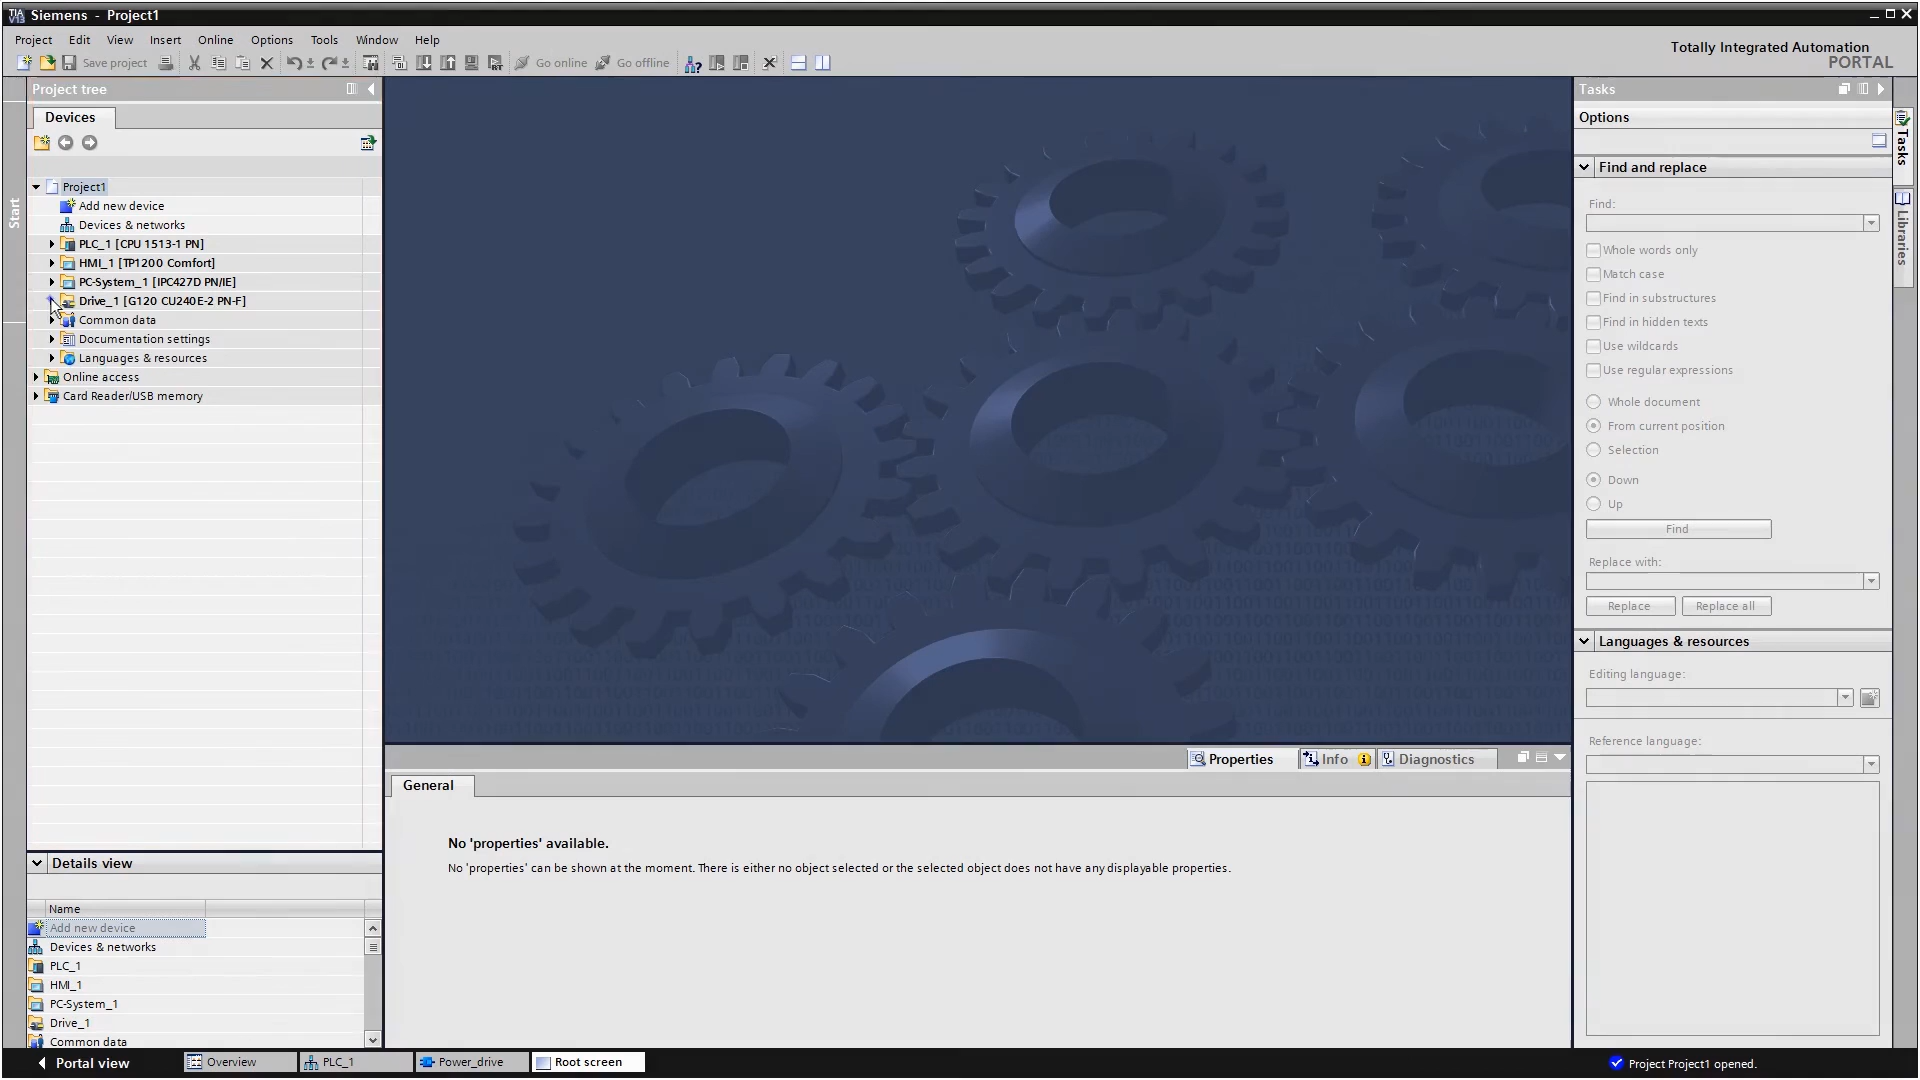 Siemens - Project1
Project Edit View Insert Online Options Tools Window Help
Totally Integrated Automation
PORTAL
Save project
Go online
Go offline
Project tree
Devices
Start
Project1
Add new device
Devices & networks
PLC_1 [CPU 1513-1 PN]
HMI_1 [TP1200 Comfort]
PC-System_1 [IPC427D PN/IE]
Drive_1 [G120 CU240E-2 PN-F]
Common data
Documentation settings
Languages & resources
Online access
Card Reader/USB memory
Details view
Name
Add new device
Devices & networks
PLC_1
HMI_1
PC-System_1
Drive_1
Common data
Properties
Info
Diagnostics
General
No 'properties' available.
No 'properties' can be shown at the moment. There is either no object selected or the selected object does not have any displayable properties.
Tasks
Options
Find and replace
Find:
Whole words only
Match case
Find in substructures
Find in hidden texts
Use wildcards
Use regular expressions
Whole document
From current position
Selection
Down
Up
Find
Replace with:
Replace
Replace all
Languages & resources
Editing language:
Reference language:
Tasks
Libraries
Portal view
Overview
PLC_1
Power_drive
Root screen
Project Project1 opened.